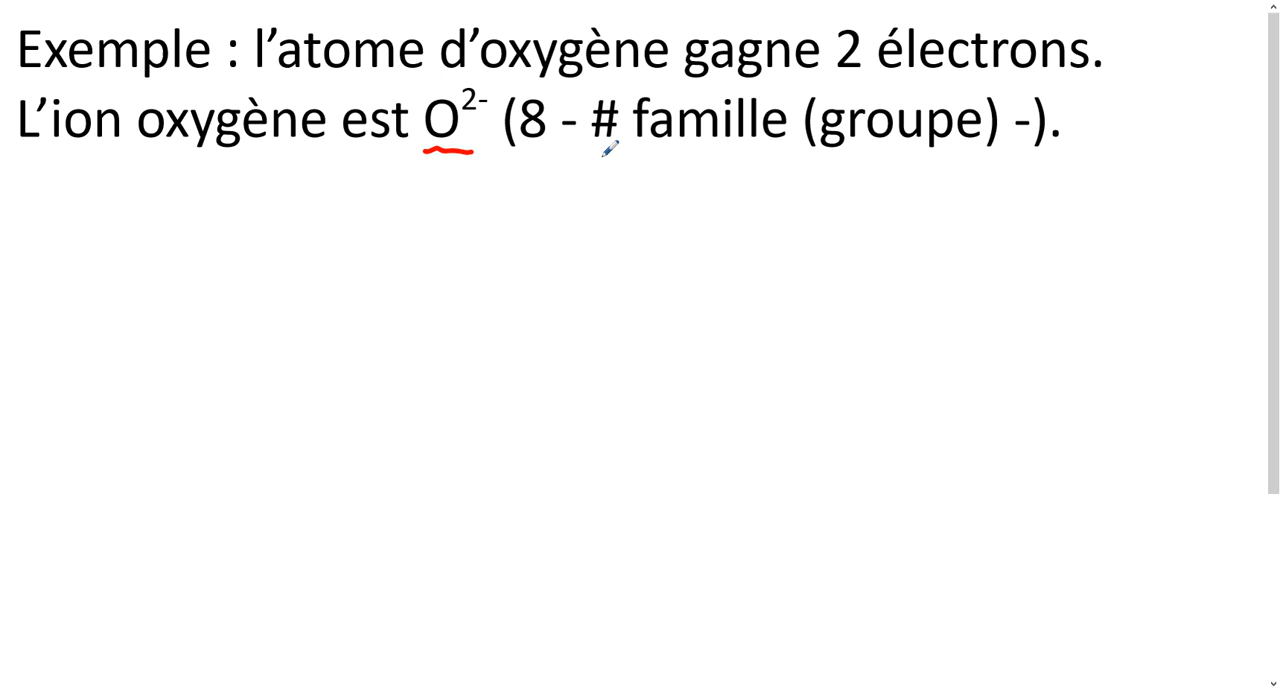 Exemple : l’atome d’oxygène gagne 2 électrons.
L’ion oxygène est O²⁻ (8 - # famille (groupe) -).